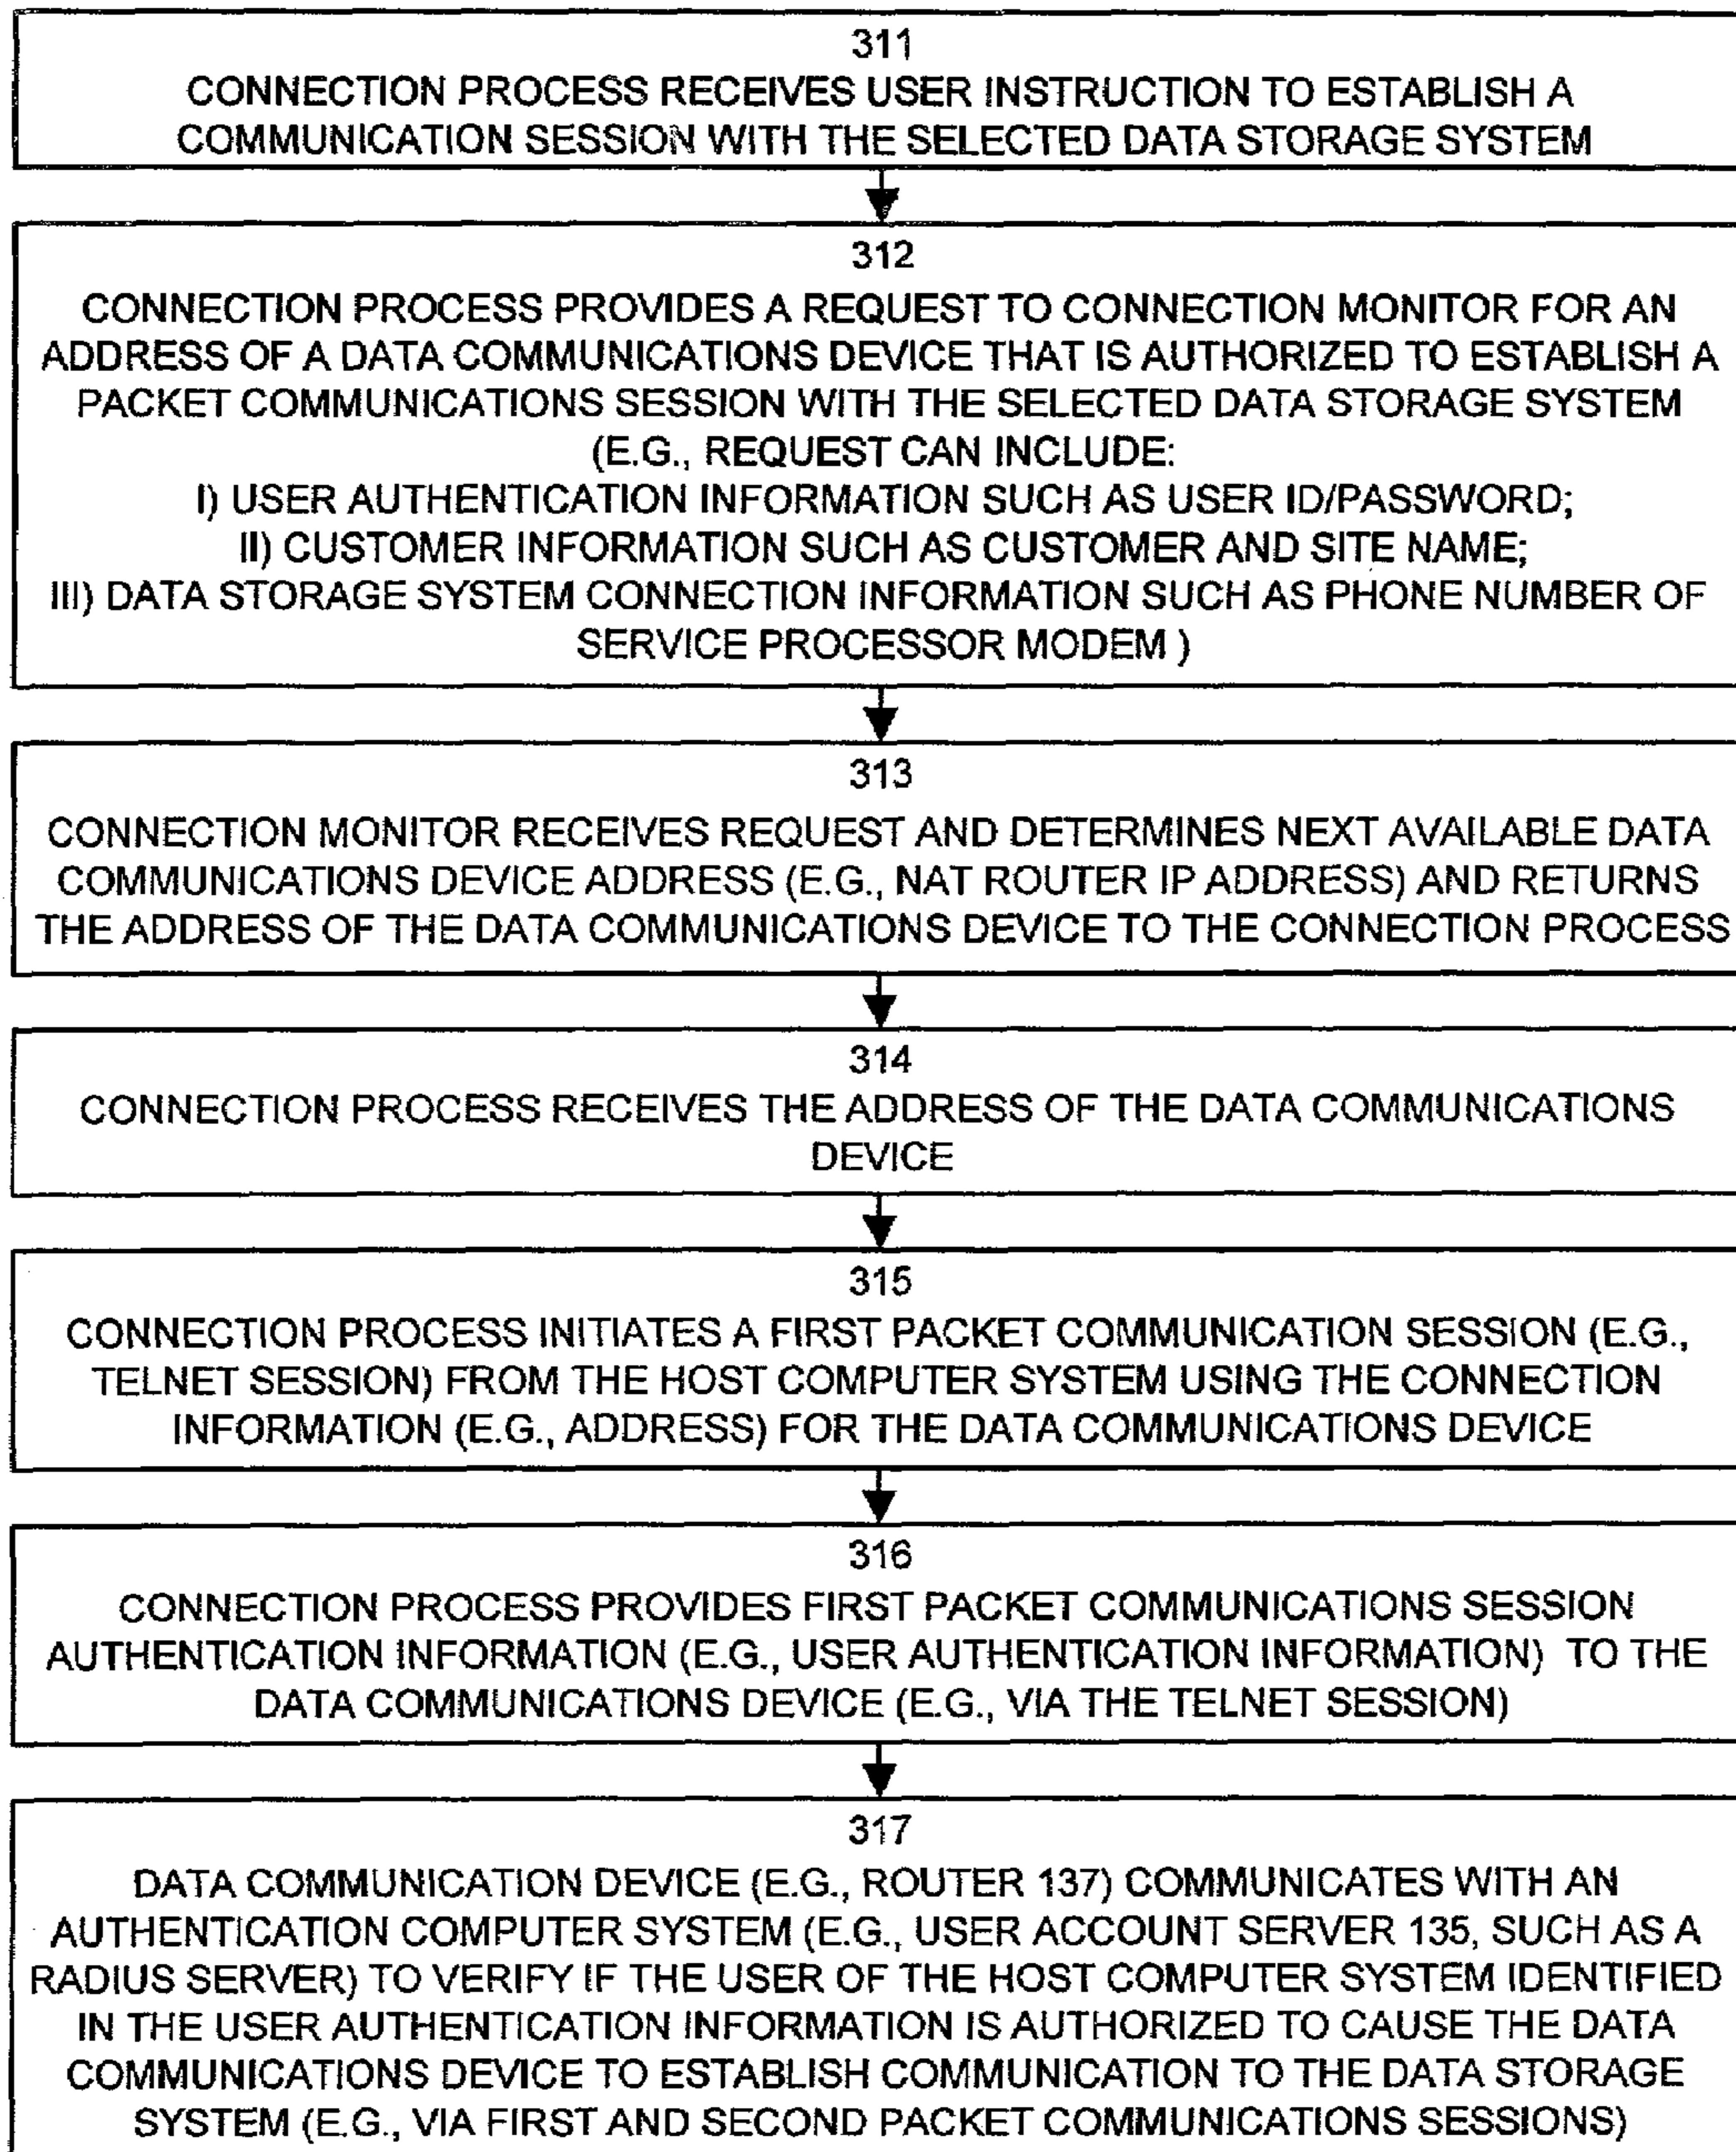 311
CONNECTION PROCESS RECEIVES USER INSTRUCTION TO ESTABLISH A
COMMUNICATION SESSION WITH THE SELECTED DATA STORAGE SYSTEM
312
CONNECTION PROCESS PROVIDES A REQUEST TO CONNECTION MONITOR FOR AN
ADDRESS OF A DATA COMMUNICATIONS DEVICE THAT IS AUTHORIZED TO ESTABLISH A
PACKET COMMUNICATIONS SESSION WITH THE SELECTED DATA STORAGE SYSTEM
(E.G., REQUEST CAN INCLUDE:
I) USER AUTHENTICATION INFORMATION SUCH AS USER ID/PASSWORD;
II) CUSTOMER INFORMATION SUCH AS CUSTOMER AND SITE NAME;
III) DATA STORAGE SYSTEM CONNECTION INFORMATION SUCH AS PHONE NUMBER OF
SERVICE PROCESSOR MODEM )
313
CONNECTION MONITOR RECEIVES REQUEST AND DETERMINES NEXT AVAILABLE DATA
COMMUNICATIONS DEVICE ADDRESS (E.G., NAT ROUTER IP ADDRESS) AND RETURNS
THE ADDRESS OF THE DATA COMMUNICATIONS DEVICE TO THE CONNECTION PROCESS
314
CONNECTION PROCESS RECEIVES THE ADDRESS OF THE DATA COMMUNICATIONS
DEVICE
315
CONNECTION PROCESS INITIATES A FIRST PACKET COMMUNICATION SESSION (E.G.,
TELNET SESSION) FROM THE HOST COMPUTER SYSTEM USING THE CONNECTION
INFORMATION (E.G., ADDRESS) FOR THE DATA COMMUNICATIONS DEVICE
316
CONNECTION PROCESS PROVIDES FIRST PACKET COMMUNICATIONS SESSION
AUTHENTICATION INFORMATION (E.G., USER AUTHENTICATION INFORMATION) TO THE
DATA COMMUNICATIONS DEVICE (E.G., VIA THE TELNET SESSION)
317
DATA COMMUNICATION DEVICE (E.G., ROUTER 137) COMMUNICATES WITH AN
AUTHENTICATION COMPUTER SYSTEM (E.G., USER ACCOUNT SERVER 135, SUCH AS A
RADIUS SERVER) TO VERIFY IF THE USER OF THE HOST COMPUTER SYSTEM IDENTIFIED
IN THE USER AUTHENTICATION INFORMATION IS AUTHORIZED TO CAUSE THE DATA
COMMUNICATIONS DEVICE TO ESTABLISH COMMUNICATION TO THE DATA STORAGE
SYSTEM (E.G., VIA FIRST AND SECOND PACKET COMMUNICATIONS SESSIONS)